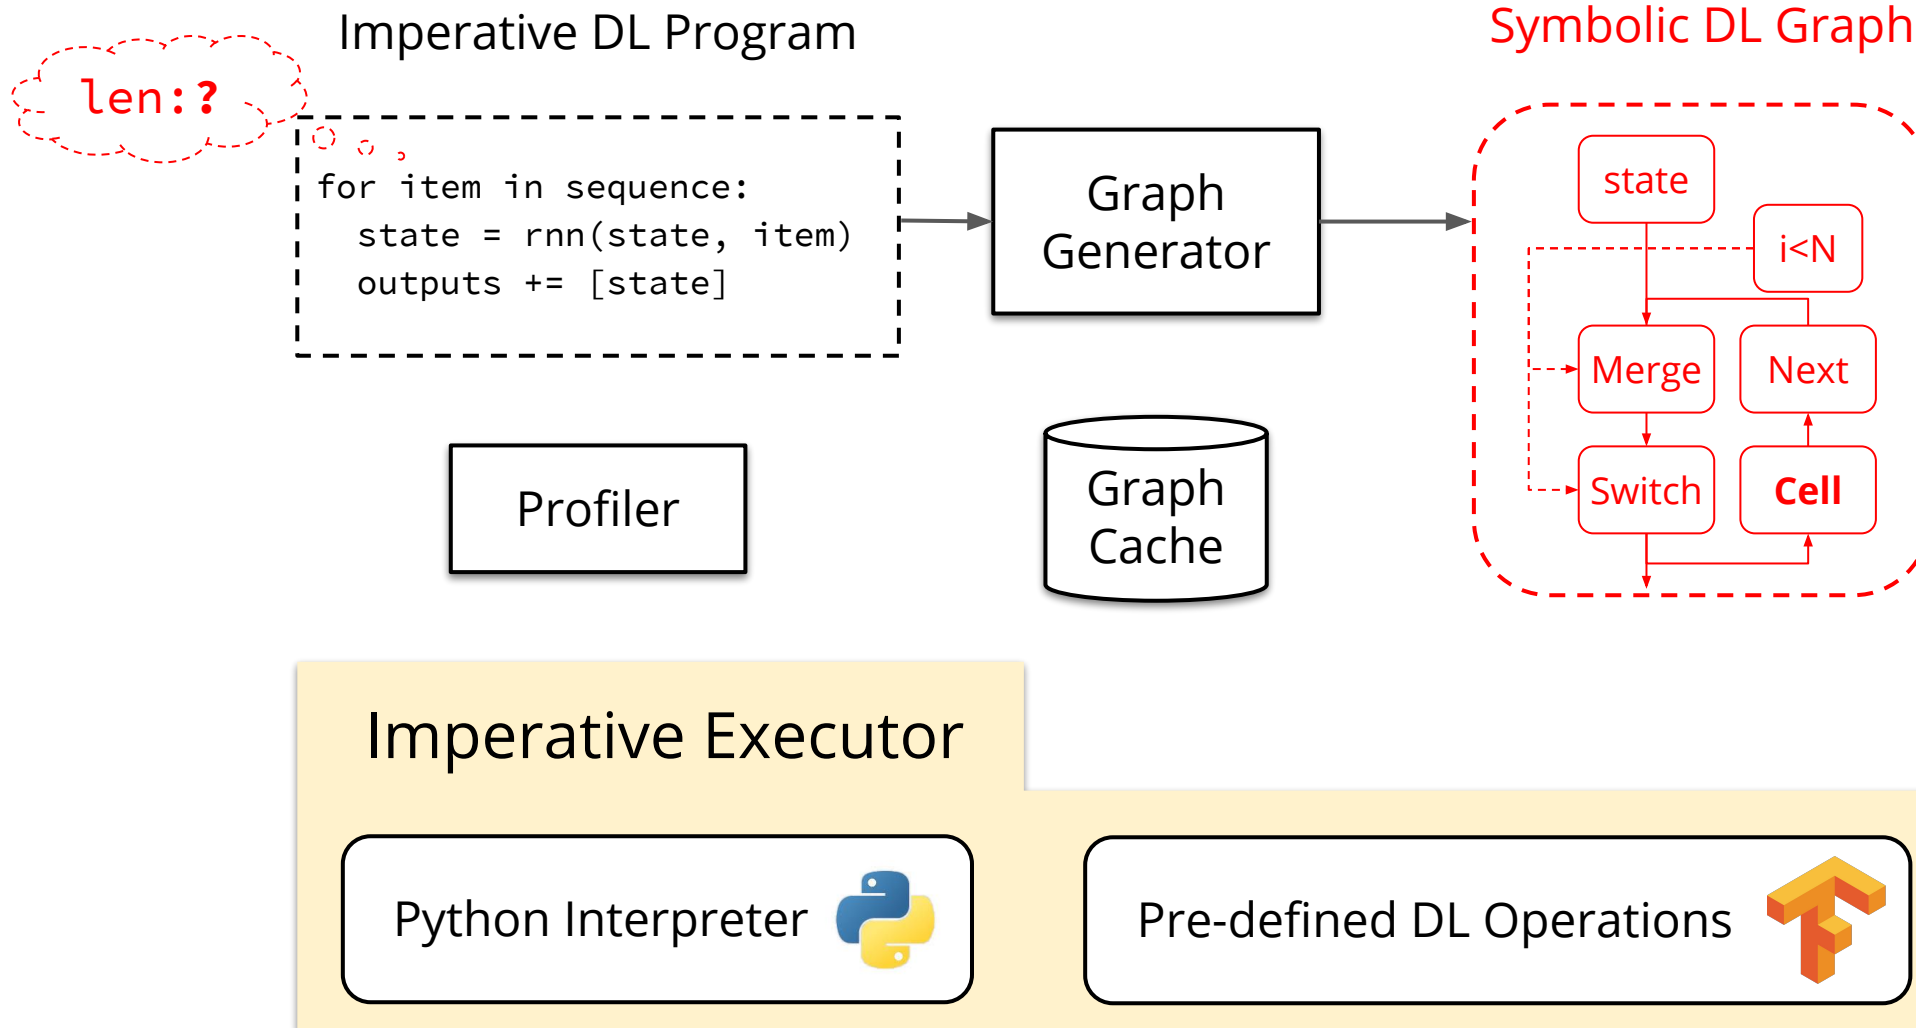 Imperative DL Program
Symbolic DL Graph
len:?
for item in sequence:
  state = rnn(state, item)
  outputs += [state]
Graph
Generator
state
i<N
Merge
Next
Switch
Cell
Profiler
Graph
Cache
Imperative Executor
Python Interpreter
Pre-defined DL Operations